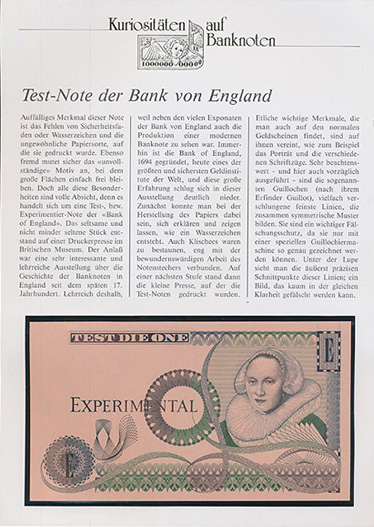 Kuriositäten auf
Banknoten
1000000-00000
Test-Note der Bank von England
Auffälliges Merkmal dieser Note
ist das Fehlen von Sicherheitsfa-
den oder Wasserzeichen und die
ungewöhnliche Papiersorte, auf
die sie gedruckt wurde. Ebenso
fremd mutet sicher das «unvoll-
ständige» Motiv an, bei dem
große Flächen einfach frei blei-
ben. Doch alle diese Besonder-
heiten sind volle Absicht, denn es
handelt sich um eine Test-, bzw.
Experimentier-Note der «Bank
of England». Das seltsame und
nicht minder seltene Stück ent-
stand auf einer Druckerpresse im
Britischen Museum. Der Anlaß
war eine sehr interessante und
lehrreiche Ausstellung über die
Geschichte der Banknoten in
England seit dem späten 17.
Jahrhundert. Lehrreich deshalb,
weil neben den vielen Exponaten
der Bank von England auch die
Produktion einer modernen
Banknote zu sehen war. Immer-
hin ist die Bank of England,
1694 gegründet, heute eines der
größten und sichersten Geldinsti-
tute der Welt, und diese große
Erfahrung schlug sich in dieser
Ausstellung deutlich nieder.
Zunächst konnte man bei der
Herstellung des Papiers dabei
sein, sich erklären und zeigen
lassen, wie ein Wasserzeichen
entsteht. Auch Klischees waren
zu bestaunen, eug mit der
bewundernswürdigen Arbeit des
Notenstechers verbunden. Auf
einer nächsten Stufe stand dann
die kleine Presse, auf der die
Test-Noten gedruckt wurden.
Etliche wichtige Merkmale, die
man auch auf den normalen
Geldscheinen findet, sind auf
ihnen vereint, wie zum Beispiel
das Porträt und die verschiede-
nen Schriftzüge. Sehr beachtens-
wert – und hier auch vorzüglich
ausgeführt – sind die sogenann-
ten Guillochen (nach ihrem
Erfinder Guillot), vielfach ver-
schlungene feinste Linien, die
zusammen symmetrische Muster
bilden. Sie sind ein wichtiger Fäl-
schungsschutz, da sie nur mit
einer speziellen Guillochierma-
schine so genau gezeichnet wer-
den können. Unter der Lupe
sieht man die äußerst präzisen
Schnittpunkte dieser Linien; ein
Bild, das kaum in der gleichen
Klarheit gefälscht werden kann.
TEST DIE ONE
E
EXPERIMENTAL
E